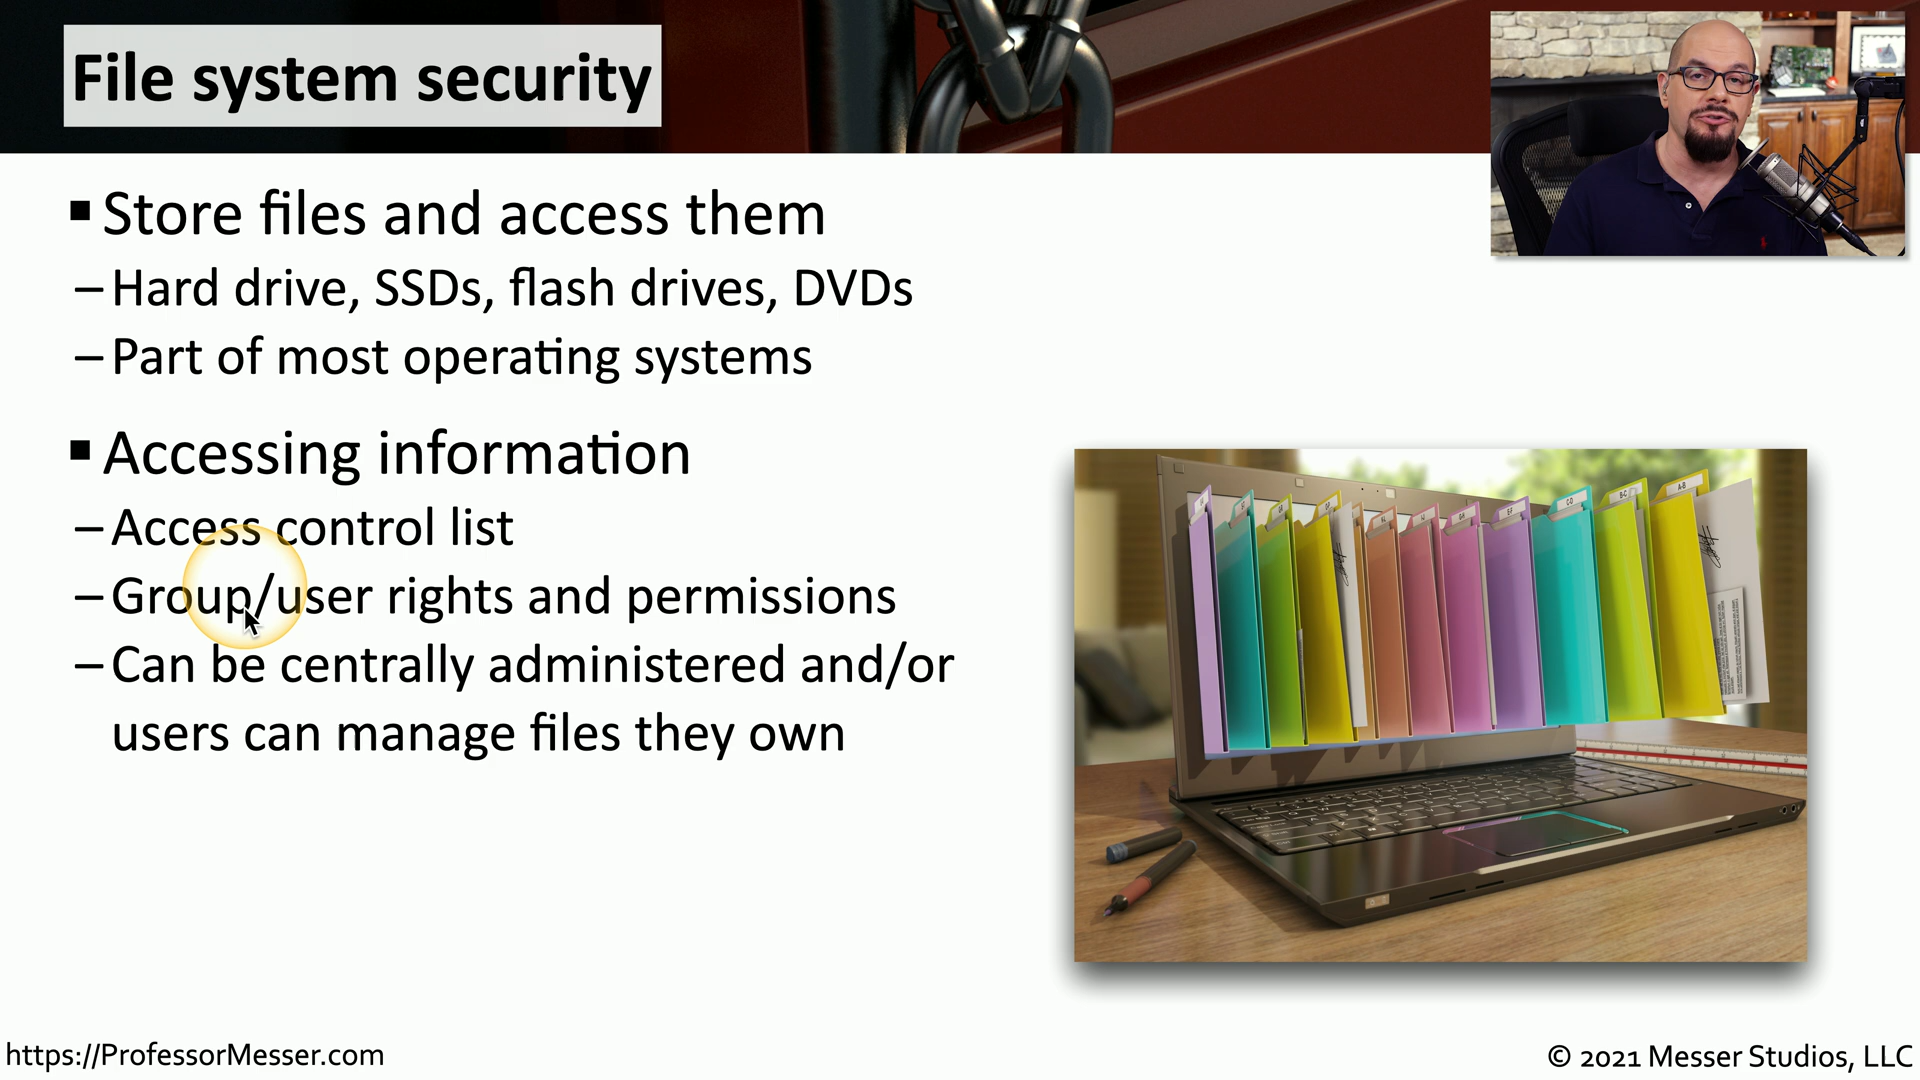 File system security
▪ Store files and access them
– Hard drive, SSDs, flash drives, DVDs
– Part of most operating systems
▪ Accessing information
– Access control list
– Group/user rights and permissions
– Can be centrally administered and/or
users can manage files they own
https://ProfessorMesser.com
© 2021 Messer Studios, LLC